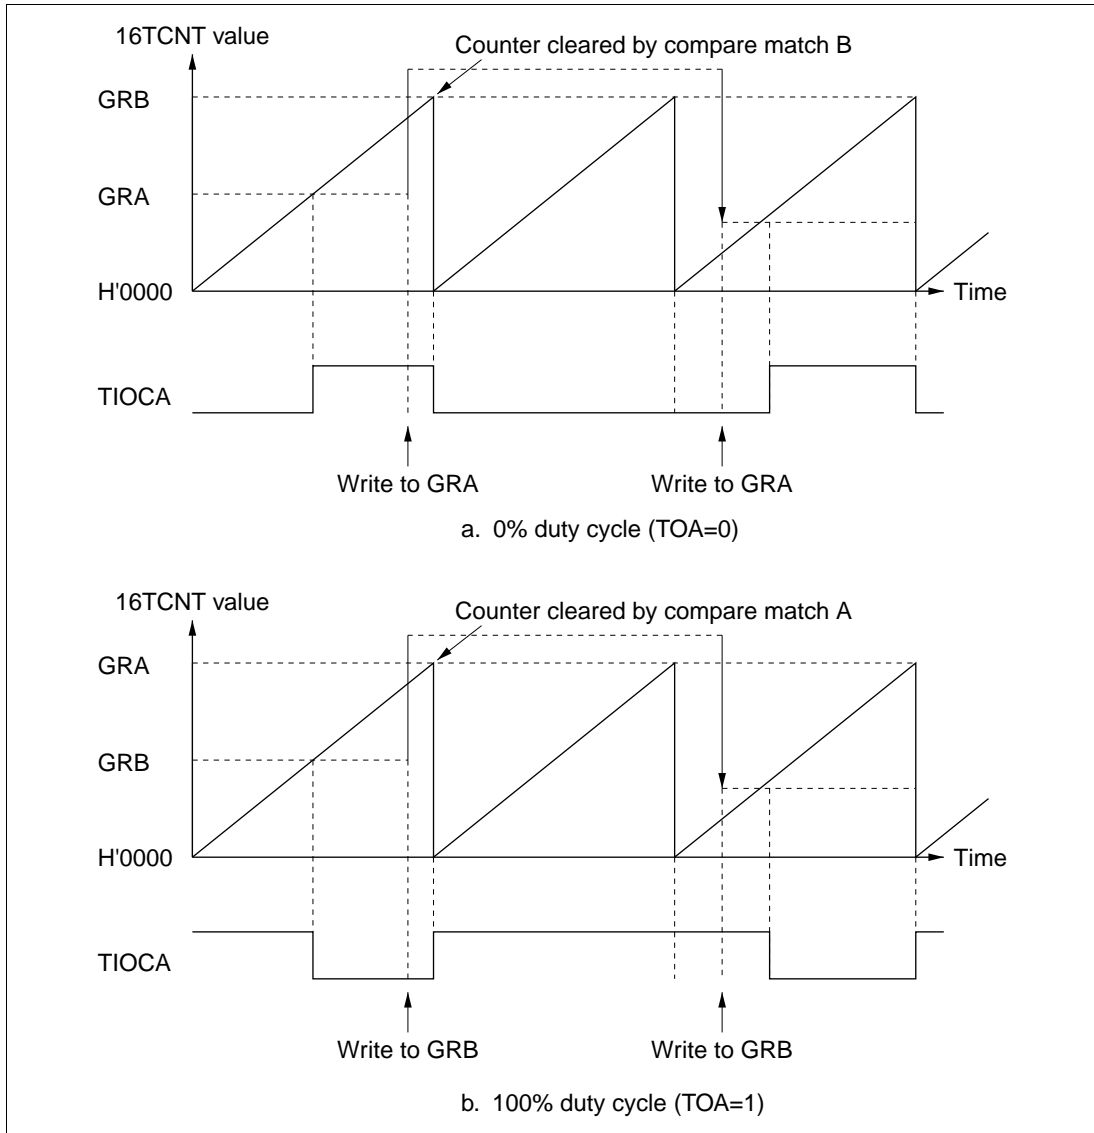 16TCNT value
Counter cleared by compare match B
GRB
GRA
H'0000
Time
TIOCA
Write to GRA
Write to GRA
a. 0% duty cycle (TOA=0)
16TCNT value
Counter cleared by compare match A
GRA
GRB
H'0000
Time
TIOCA
Write to GRB
Write to GRB
b. 100% duty cycle (TOA=1)